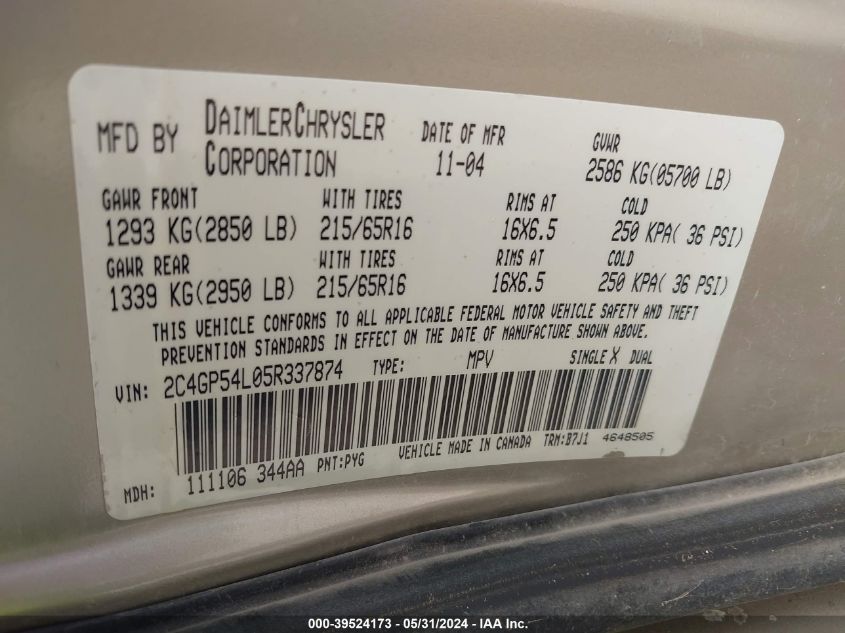 MFD BY DAIMLERCHRYSLER CORPORATION DATE OF MFR 11-04 GVWR 2586 KG(05700 LB)
GAWR FRONT WITH TIRES RIMS AT COLD
1293 KG(2850 LB) 215/65R16 16X6.5 250 KPA( 36 PSI)
GAWR REAR WITH TIRES RIMS AT COLD
1339 KG(2950 LB) 215/65R16 16X6.5 250 KPA( 36 PSI)
THIS VEHICLE CONFORMS TO ALL APPLICABLE FEDERAL MOTOR VEHICLE SAFETY AND THEFT
PREVENTION STANDARDS IN EFFECT ON THE DATE OF MANUFACTURE SHOWN ABOVE.
VIN: 2C4GP54L05R337874 TYPE: MPV SINGLE X DUAL
MDH: 111106 344AA PNT:PYG VEHICLE MADE IN CANADA TRM:B7J1 4648505
000-39524173 - 05/31/2024 - IAA Inc.